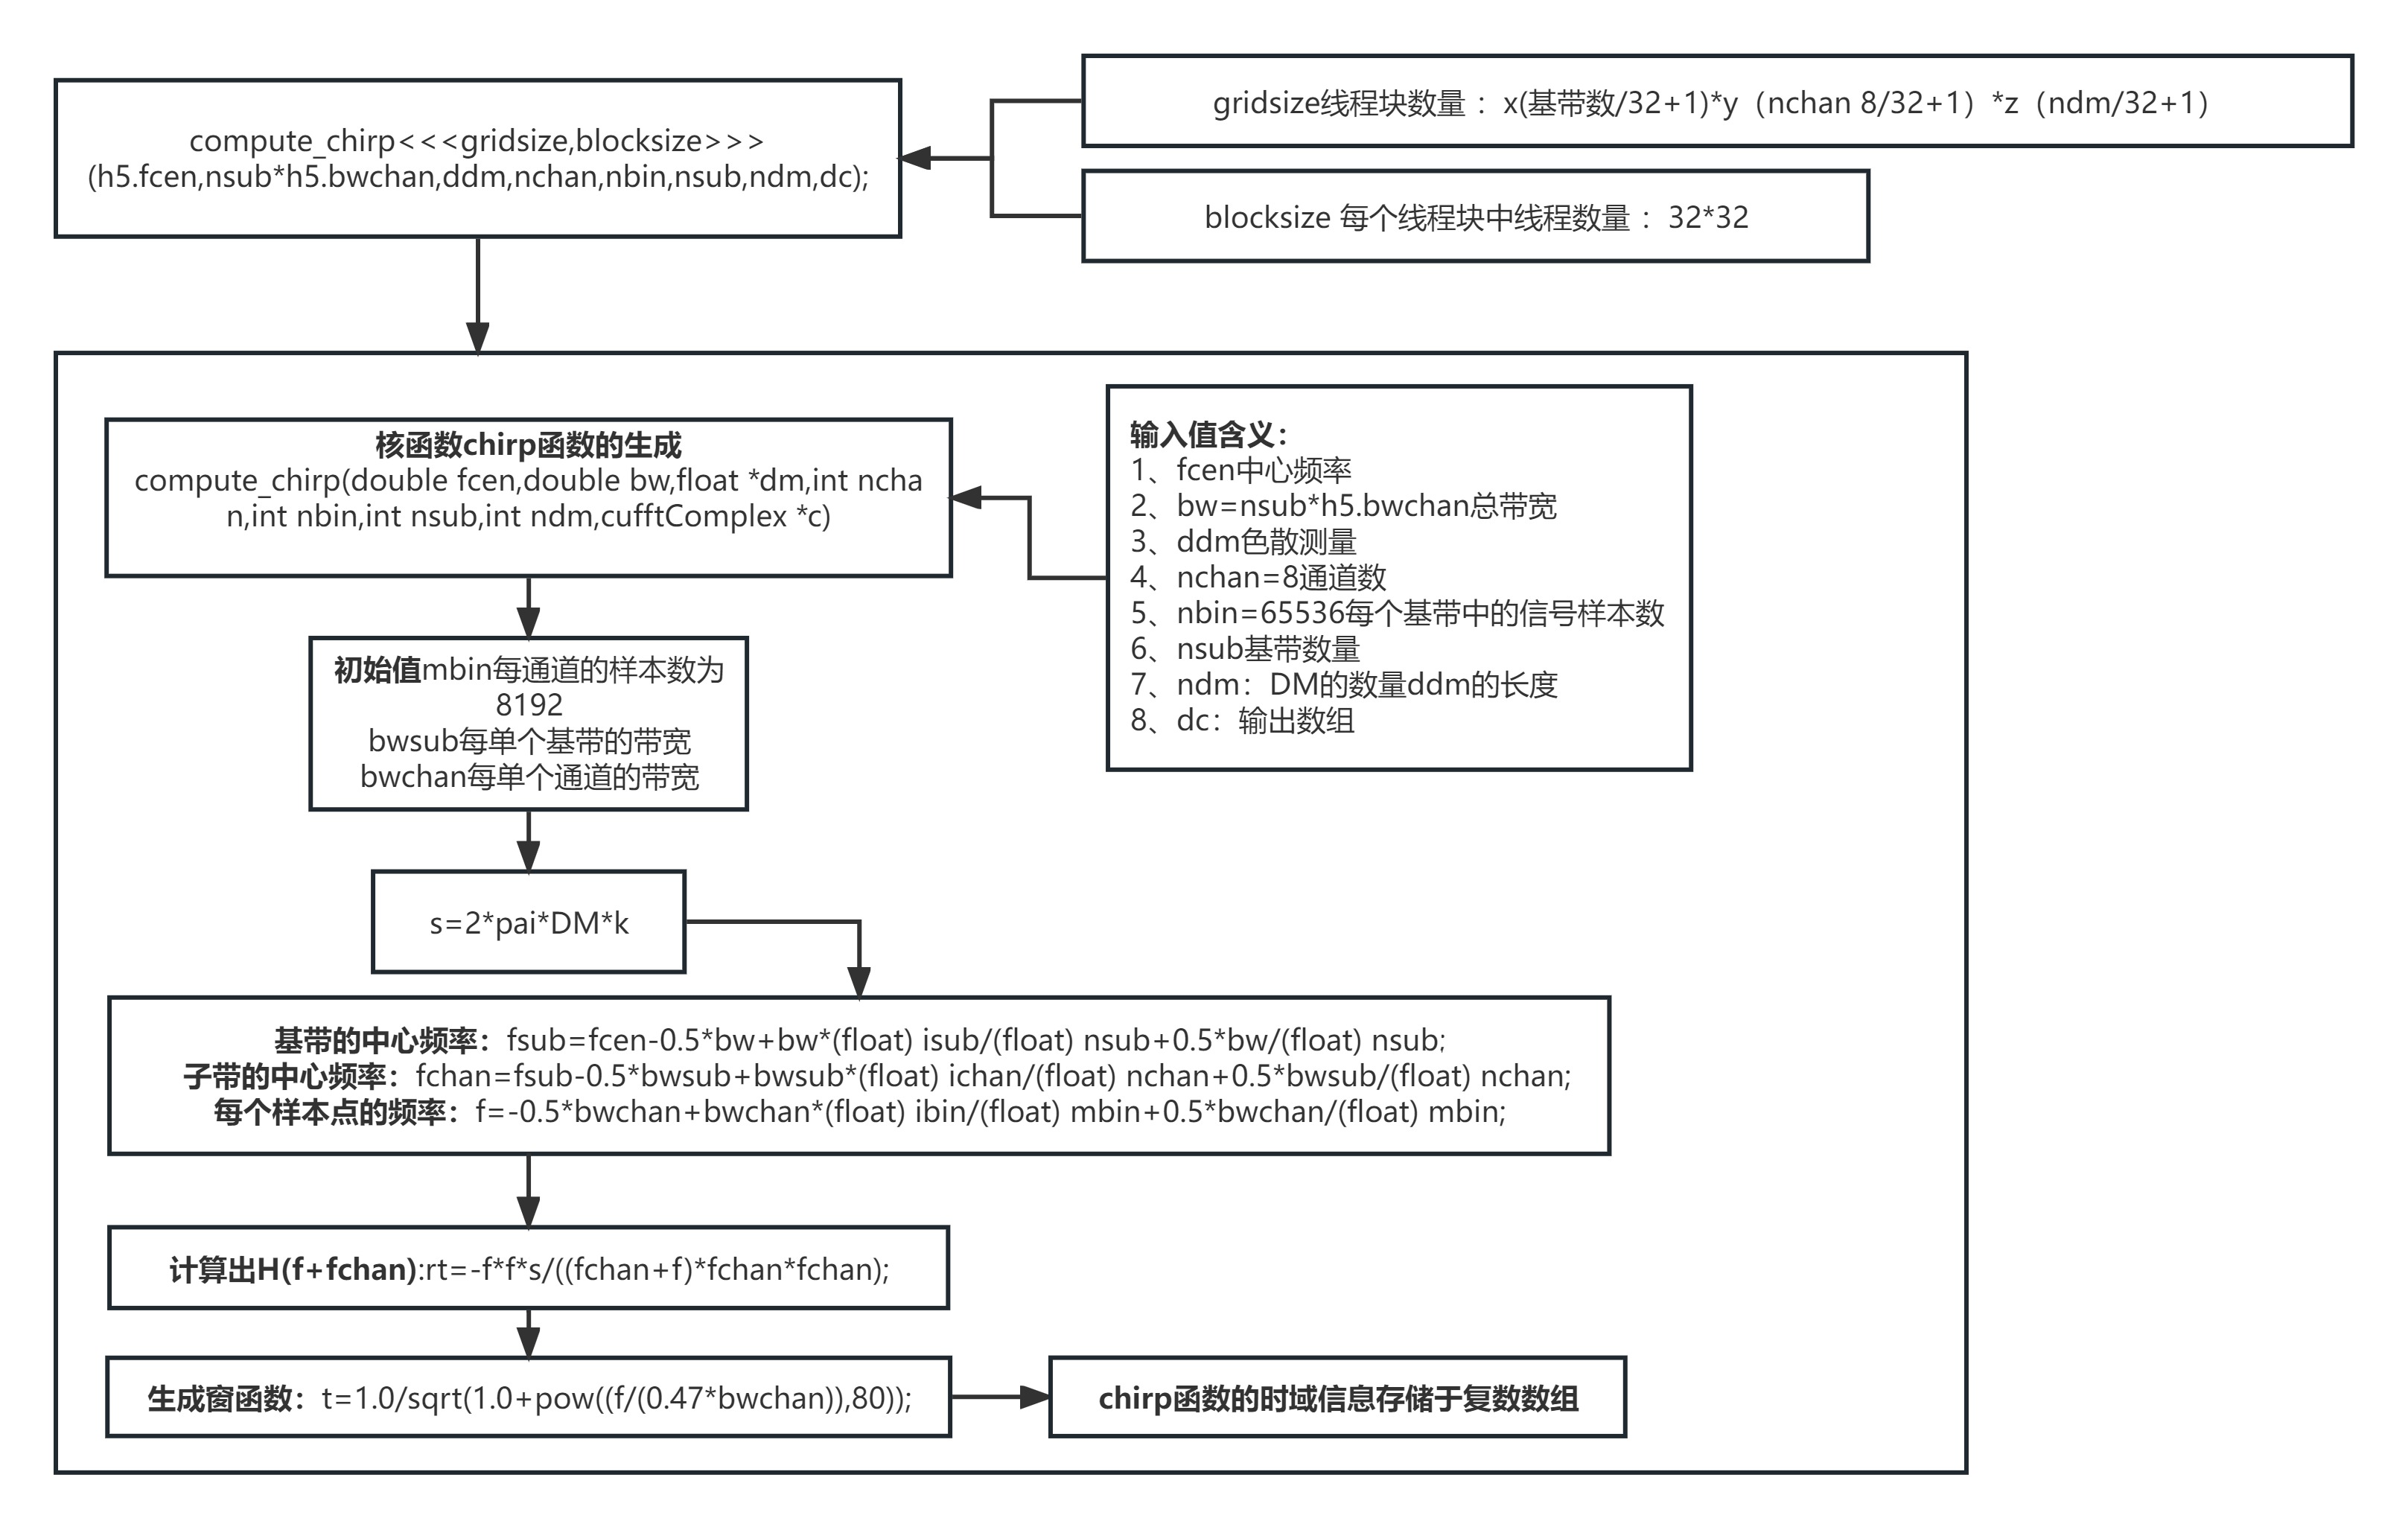 compute_chirp<<<gridsize,blocksize>>>
(h5.fcen,nsub*h5.bwchan,ddm,nchan,nbin,nsub,ndm,dc);
gridsize线程块数量 ：x(基带数/32+1)*y（nchan 8/32+1）*z（ndm/32+1）
blocksize 每个线程块中线程数量 ：32*32
核函数chirp函数的生成
compute_chirp(double fcen,double bw,float *dm,int ncha
n,int nbin,int nsub,int ndm,cufftComplex *c)
输入值含义：
1、fcen中心频率
2、bw=nsub*h5.bwchan总带宽
3、ddm色散测量
4、nchan=8通道数
5、nbin=65536每个基带中的信号样本数
6、nsub基带数量
7、ndm：DM的数量ddm的长度
8、dc：输出数组
初始值mbin每通道的样本数为
8192
bwsub每单个基带的带宽
bwchan每单个通道的带宽
s=2*pai*DM*k
基带的中心频率：fsub=fcen-0.5*bw+bw*(float) isub/(float) nsub+0.5*bw/(float) nsub;
子带的中心频率：fchan=fsub-0.5*bwsub+bwsub*(float) ichan/(float) nchan+0.5*bwsub/(float) nchan;
每个样本点的频率：f=-0.5*bwchan+bwchan*(float) ibin/(float) mbin+0.5*bwchan/(float) mbin;
计算出H(f+fchan):rt=-f*f*s/((fchan+f)*fchan*fchan);
生成窗函数：t=1.0/sqrt(1.0+pow((f/(0.47*bwchan)),80));
chirp函数的时域信息存储于复数数组